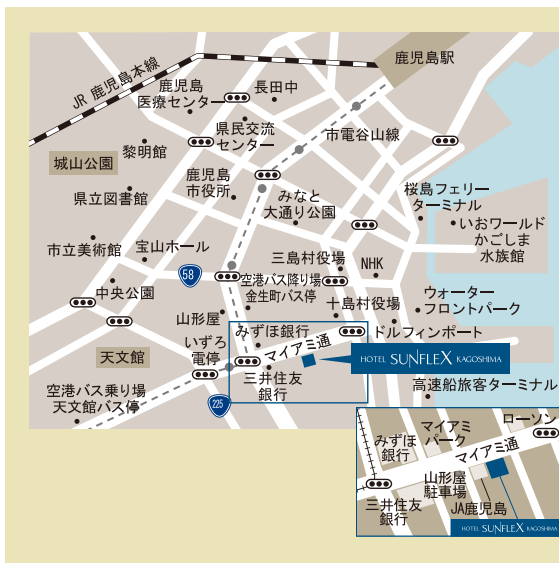 鹿児島駅
JR 鹿児島本線
鹿児島
医療センター
長田中
県民交流
センター
市電谷山線
黎明館
城山公園
県立図書館
鹿児島
市役所
みなと
大通り公園
桜島フェリー
ターミナル
いおワールド
かごしま
水族館
市立美術館
宝山ホール
三島村役場
NHK
58
空港バス降り場
金生町バス停
中央公園
十島村役場
ウォーター
フロントパーク
山形屋
みずほ銀行
ドルフィンポート
いづろ
電停
マイアミ通
天文館
HOTEL SUNFLEX KAGOSHIMA
三井住友
銀行
空港バス乗り場
天文館バス停
225
高速船旅客ターミナル
ローソン
マイアミ
パーク
みずほ
銀行
マイアミ通
山形屋
駐車場
三井住友
銀行
JA鹿児島
HOTEL SUNFLEX KAGOSHIMA